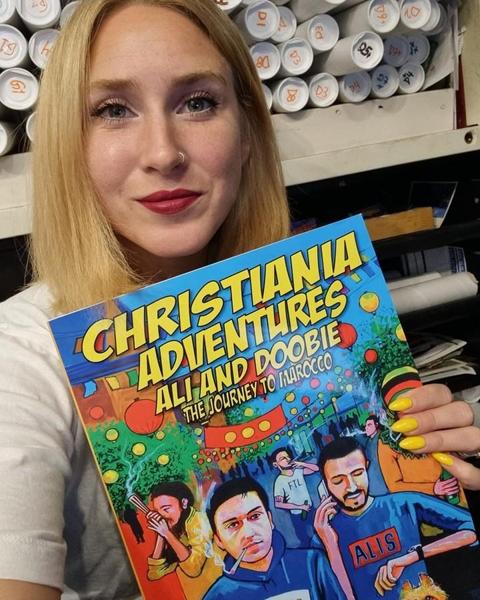 CHRISTIANIA
ADVENTURES
ALI AND DOOBIE
THE JOURNEY TO MAROCCO
FTL
ALIS